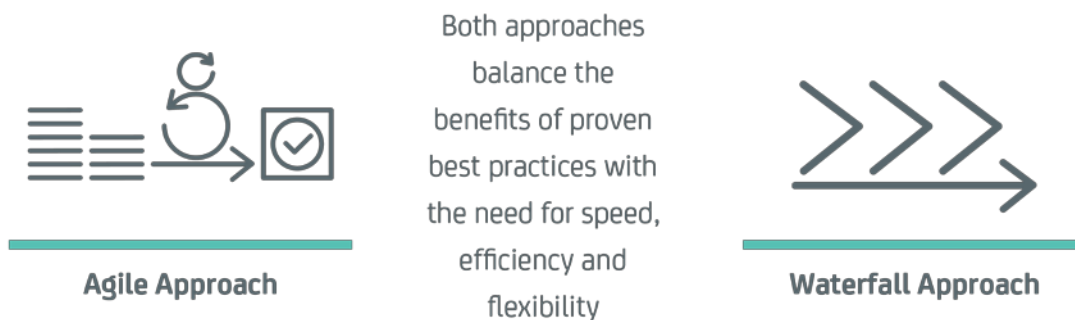 Both approaches
balance the
benefits of proven
best practices with
the need for speed,
efficiency and
flexibility
Agile Approach
Waterfall Approach